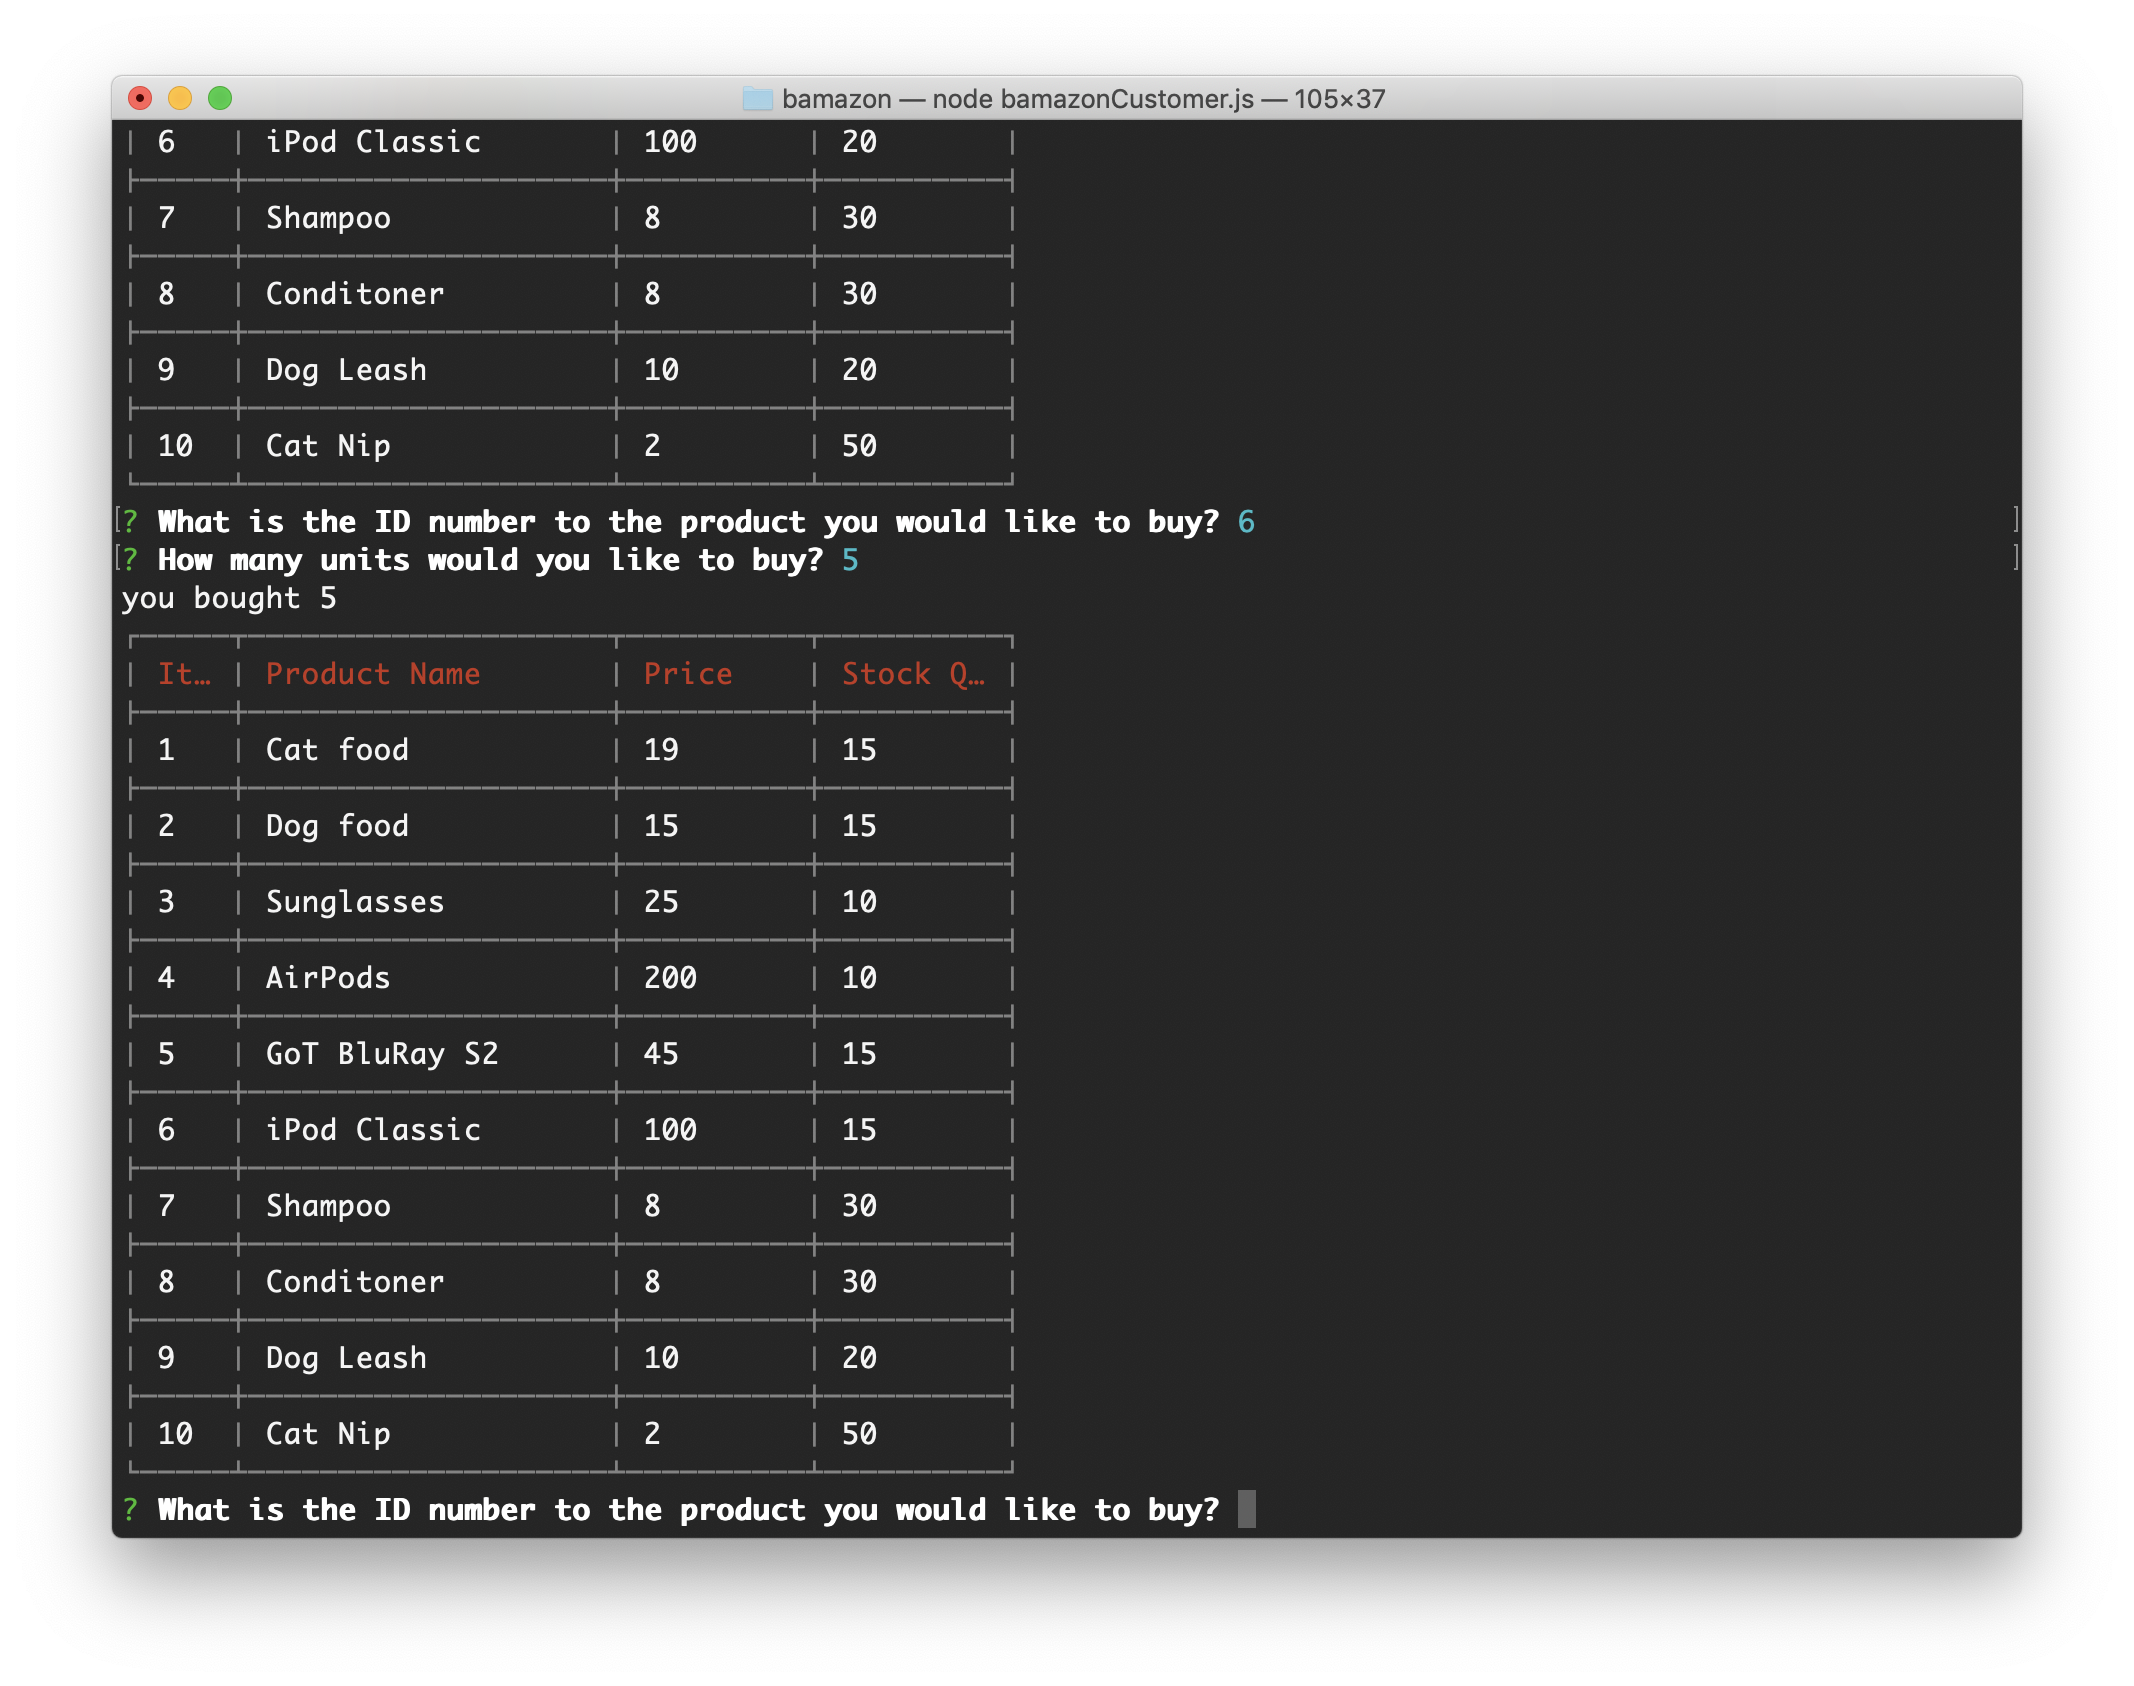 bamazon — node bamazonCustomer.js — 105×37
6 iPod Classic 100 20
7 Shampoo 8 30
8 Conditoner 8 30
9 Dog Leash 10 20
10 Cat Nip 2 50
? What is the ID number to the product you would like to buy? 6
? How many units would you like to buy? 5
you bought 5
It… Product Name Price Stock Q…
1 Cat food 19 15
2 Dog food 15 15
3 Sunglasses 25 10
4 AirPods 200 10
5 GoT BluRay S2 45 15
6 iPod Classic 100 15
7 Shampoo 8 30
8 Conditoner 8 30
9 Dog Leash 10 20
10 Cat Nip 2 50
? What is the ID number to the product you would like to buy?